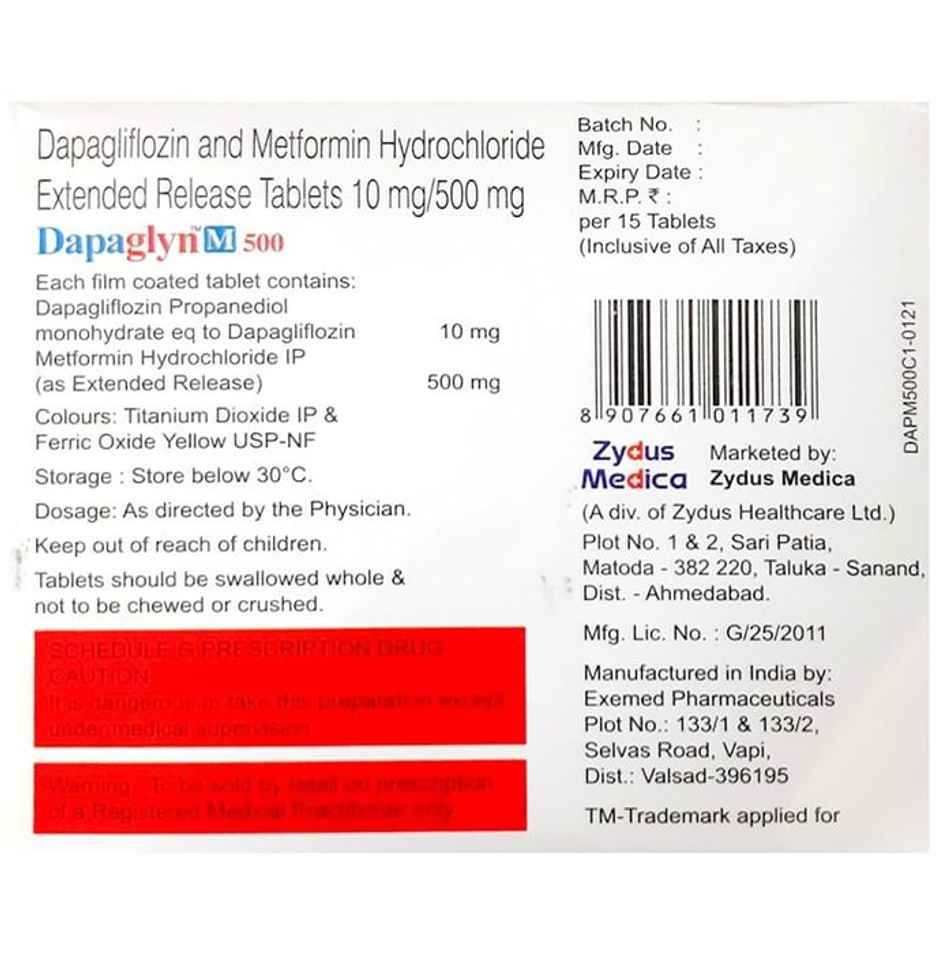 Dapagliflozin and Metformin Hydrochloride
Extended Release Tablets 10 mg/500 mg
Dapaglyn™ M 500
Each film coated tablet contains:
Dapagliflozin Propanediol
monohydrate eq to Dapagliflozin 10 mg
Metformin Hydrochloride IP
(as Extended Release) 500 mg
Colours: Titanium Dioxide IP &
Ferric Oxide Yellow USP-NF
Storage : Store below 30°C.
Dosage: As directed by the Physician.
Keep out of reach of children.
Tablets should be swallowed whole &
not to be chewed or crushed.
SCHEDULE G PRESCRIPTION DRUG
CAUTION
It is dangerous to take this preparation except
under medical supervision
Warning : To be sold by retail on prescription
of a Registered Medical Practitioner only
Batch No. :
Mfg. Date :
Expiry Date :
M.R.P. ₹ :
per 15 Tablets
(Inclusive of All Taxes)
8 907661 011739
DAPM500C1-0121
Zydus
Medica
Marketed by:
Zydus Medica
(A div. of Zydus Healthcare Ltd.)
Plot No. 1 & 2, Sari Patia,
Matoda - 382 220, Taluka - Sanand,
Dist. - Ahmedabad.
Mfg. Lic. No. : G/25/2011
Manufactured in India by:
Exemed Pharmaceuticals
Plot No.: 133/1 & 133/2,
Selvas Road, Vapi,
Dist.: Valsad-396195
TM-Trademark applied for